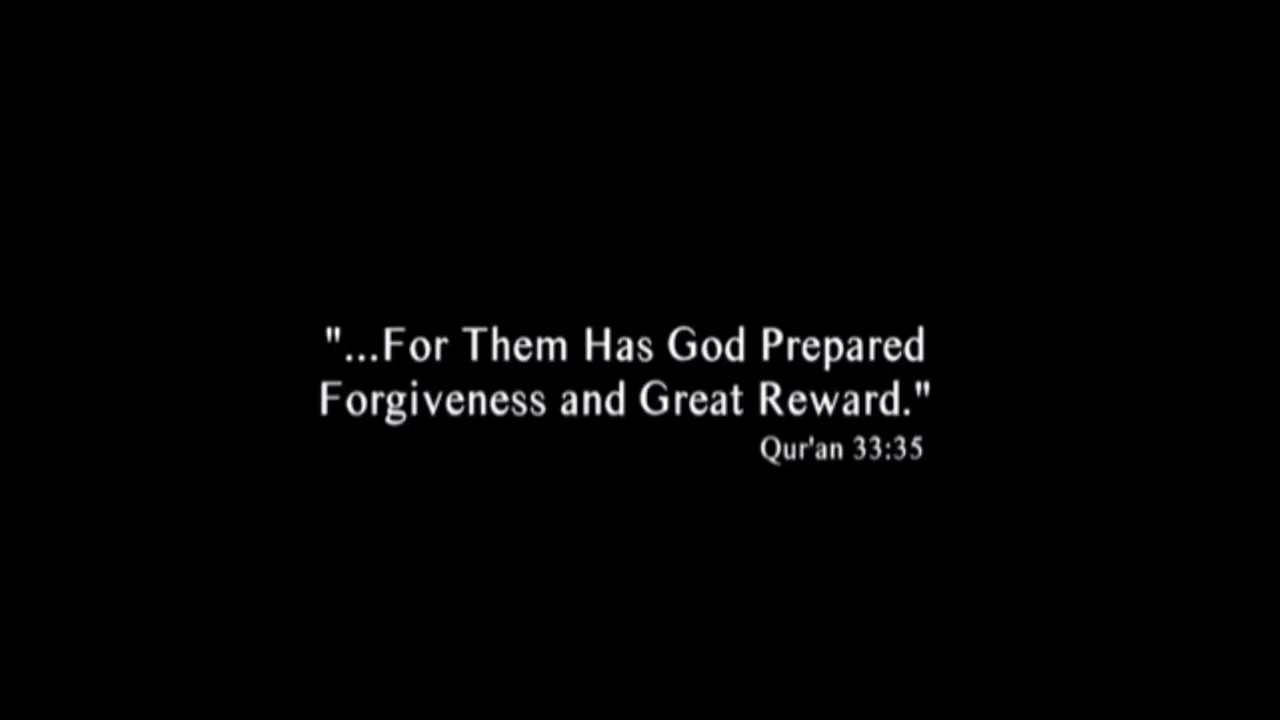 "...For Them Has God Prepared
Forgiveness and Great Reward."
Qur'an 33:35